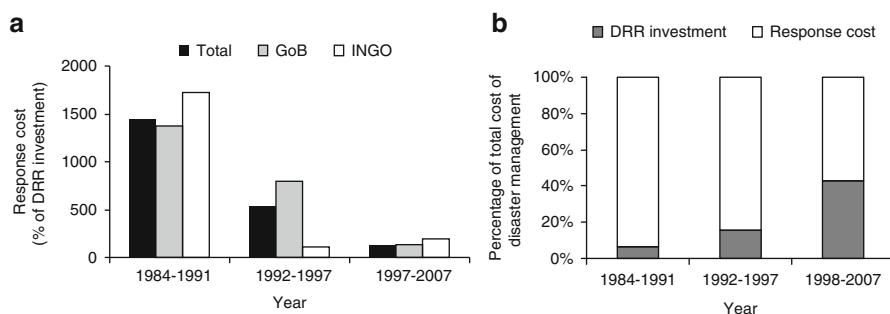 a
Total GoB INGO
Response cost
(% of DRR investment)
2000
1500
1000
500
0
1984-1991 1992-1997 1997-2007
Year
b
DRR investment Response cost
Percentage of total cost of
disaster management
100%
80%
60%
40%
20%
0%
1984-1991 1992-1997 1998-2007
Year